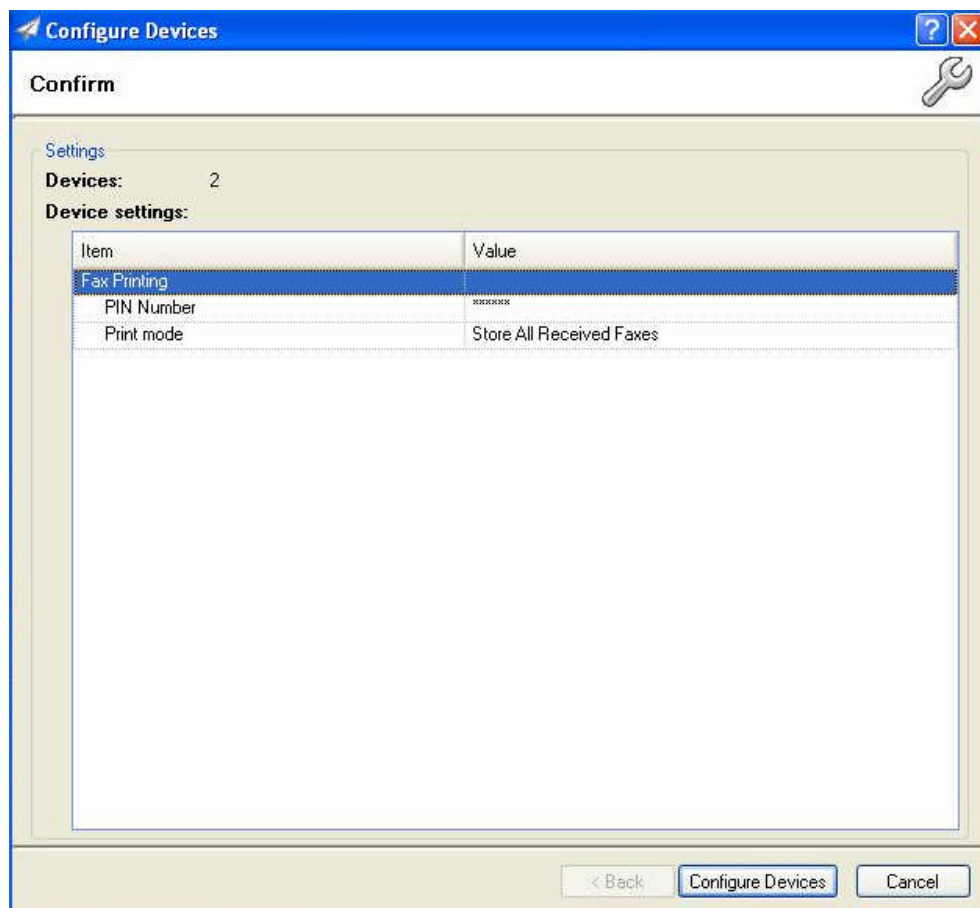 Configure Devices
Confirm
Settings
Devices: 2
Device settings:
Item Value
Fax Printing
PIN Number ******
Print mode Store All Received Faxes
< Back Configure Devices Cancel